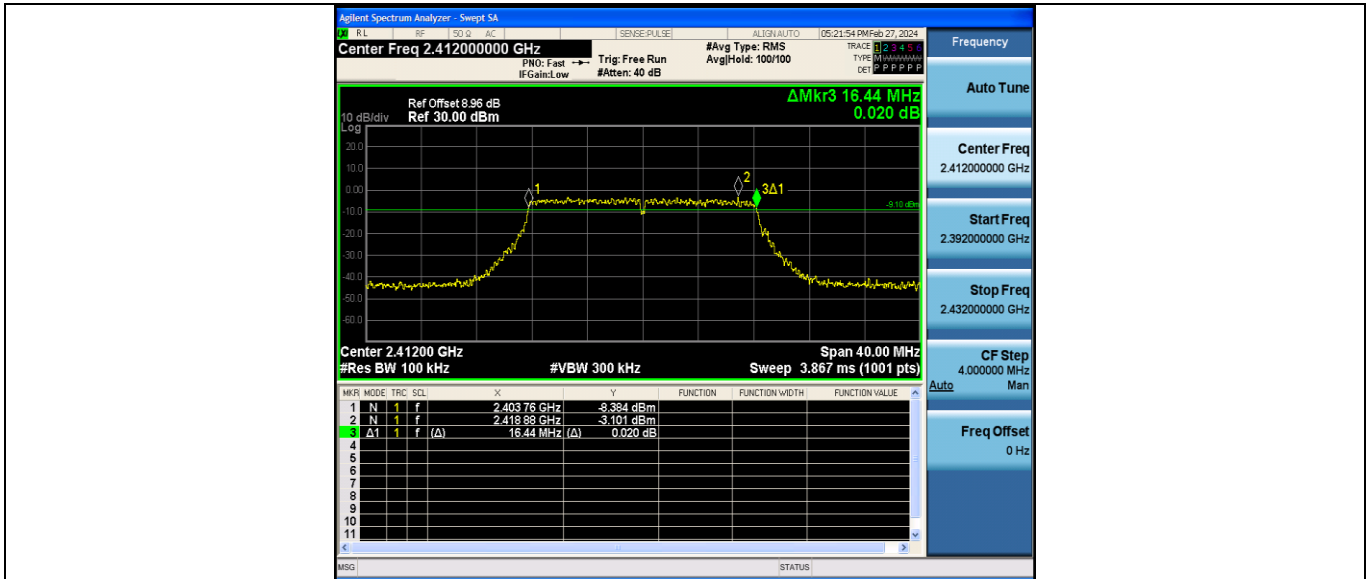 Agilent Spectrum Analyzer - Swept SA
LXI RL RF 50 Ω AC SENSE:PULSE ALIGN AUTO 05:21:54 PM Feb 27, 2024
Center Freq 2.412000000 GHz
PNO: Fast
IFGain:Low
Trig: Free Run
#Atten: 40 dB
#Avg Type: RMS
Avg|Hold: 100/100
TRACE 1 2 3 4 5 6
TYPE M
DET P P P P P P
Ref Offset 8.96 dB
10 dB/div Ref 30.00 dBm
Log
ΔMkr3 16.44 MHz
0.020 dB
20.0
10.0
0.00
-10.0
-20.0
-30.0
-40.0
-50.0
-60.0
1
2
3Δ1
-9.10 dBm
Center 2.41200 GHz Span 40.00 MHz
#Res BW 100 kHz #VBW 300 kHz Sweep 3.867 ms (1001 pts)
MKR MODE TRC SCL X Y FUNCTION FUNCTION WIDTH FUNCTION VALUE
1 N 1 f 2.403 76 GHz -8.384 dBm
2 N 1 f 2.418 88 GHz -3.101 dBm
3 Δ1 1 f (Δ) 16.44 MHz (Δ) 0.020 dB
4
5
6
7
8
9
10
11
MSG STATUS
Frequency
Auto Tune
Center Freq
2.412000000 GHz
Start Freq
2.392000000 GHz
Stop Freq
2.432000000 GHz
CF Step
4.000000 MHz
Auto Man
Freq Offset
0 Hz